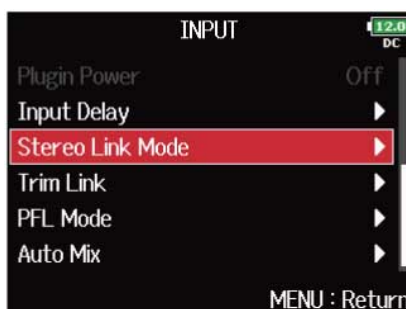 INPUT
12.0
DC
Plugin Power Off
Input Delay
Stereo Link Mode
Trim Link
PFL Mode
Auto Mix
MENU : Return